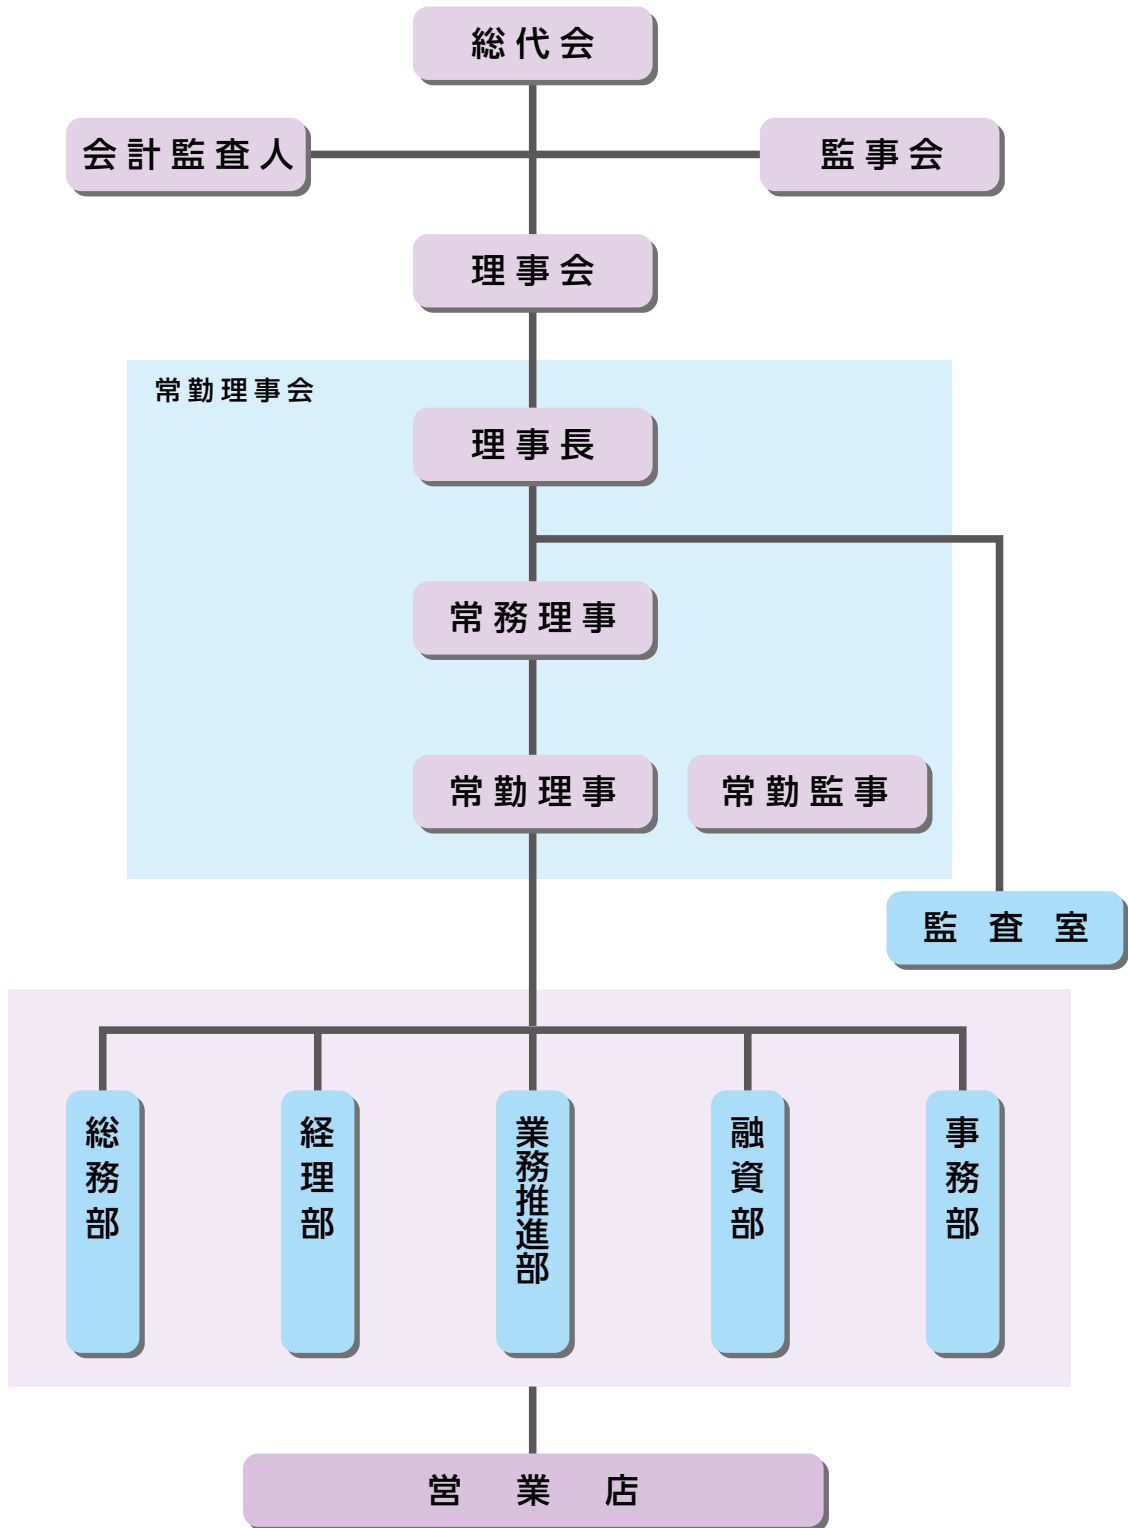 総代会
会計監査人
監事会
理事会
常勤理事会
理事長
常務理事
常勤理事
常勤監事
監査室
総務部
経理部
業務推進部
融資部
事務部
営業店